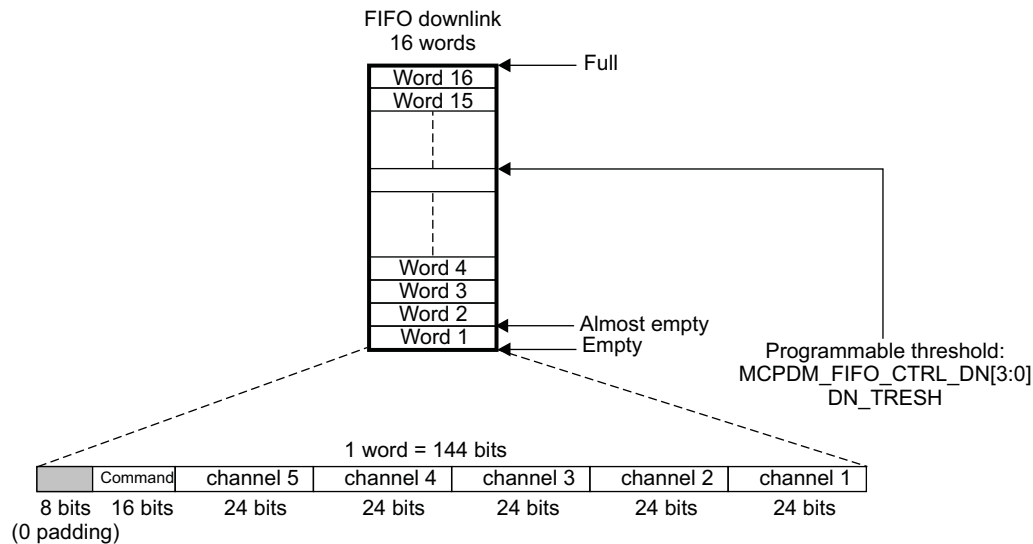 FIFO downlink
16 words
Full
Word 16
Word 15
Word 4
Word 3
Word 2
Almost empty
Word 1
Empty
Programmable threshold:
MCPDM_FIFO_CTRL_DN[3:0]
DN_TRESH
1 word = 144 bits
Command channel 5 channel 4 channel 3 channel 2 channel 1
8 bits 16 bits 24 bits 24 bits 24 bits 24 bits 24 bits
(0 padding)